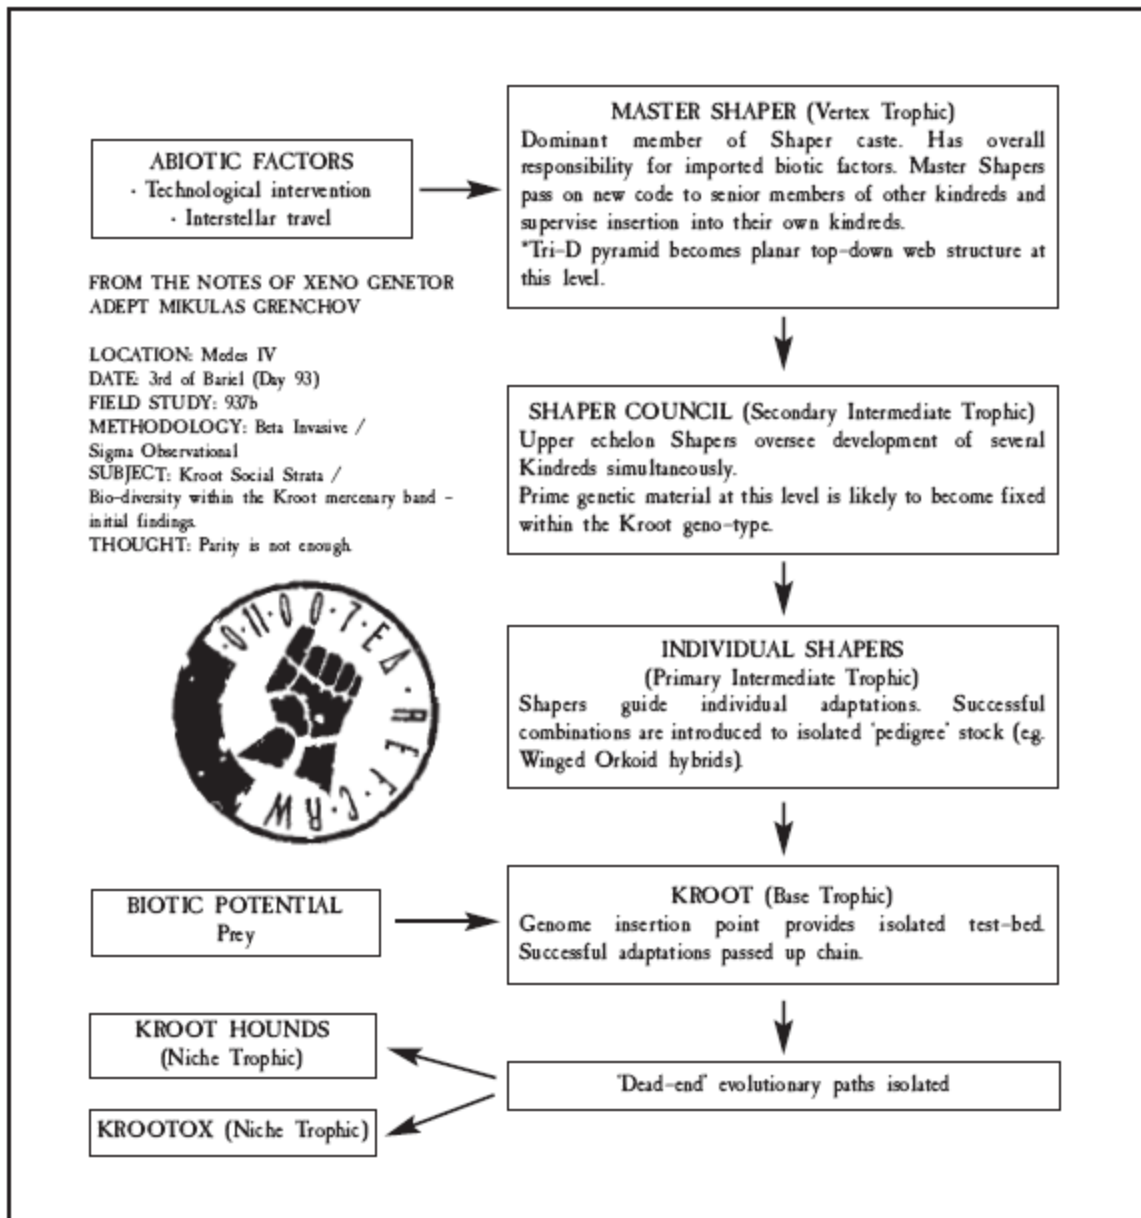 ABIOTIC FACTORS
· Technological intervention
· Interstellar travel
MASTER SHAPER (Vertex Trophic)
Dominant member of Shaper caste. Has overall
responsibility for imported biotic factors. Master Shapers
pass on new code to senior members of other kindreds and
supervise insertion into their own kindreds.
*Tri-D pyramid becomes planar top-down web structure at
this level.
FROM THE NOTES OF XENO GENETOR
ADEPT MIKULAS GRENCHOV
LOCATION: Medes IV
DATE: 3rd of Bariel (Day 93)
FIELD STUDY: 937b
METHODOLOGY: Beta Invasive /
Sigma Observational
SUBJECT: Kroot Social Strata /
Bio-diversity within the Kroot mercenary band -
initial findings.
THOUGHT: Parity is not enough.
SHAPER COUNCIL (Secondary Intermediate Trophic)
Upper echelon Shapers oversee development of several
Kindreds simultaneously.
Prime genetic material at this level is likely to become fixed
within the Kroot geno-type.
INDIVIDUAL SHAPERS
(Primary Intermediate Trophic)
Shapers guide individual adaptations. Successful
combinations are introduced to isolated 'pedigree' stock (e.g.
Winged Orkoid hybrids).
BIOTIC POTENTIAL
Prey
KROOT (Base Trophic)
Genome insertion point provides isolated test-bed.
Successful adaptations passed up chain.
KROOT HOUNDS
(Niche Trophic)
'Dead-end' evolutionary paths isolated
KROOTOX (Niche Trophic)